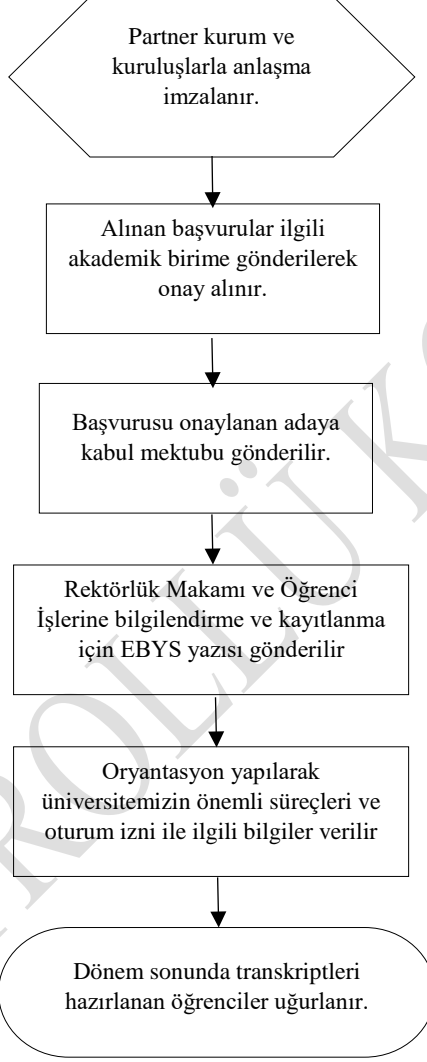 Partner kurum ve
kuruluşlarla anlaşma
imzalanır.
Alınan başvurular ilgili
akademik birime gönderilerek
onay alınır.
Başvurusu onaylanan adaya
kabul mektubu gönderilir.
Rektörlük Makamı ve Öğrenci
İşlerine bilgilendirme ve kayıtlanma
için EBYS yazısı gönderilir
Oryantasyon yapılarak
üniversitemizin önemli süreçleri ve
oturum izni ile ilgili bilgiler verilir
Dönem sonunda transkriptleri
hazırlanan öğrenciler uğurlanır.